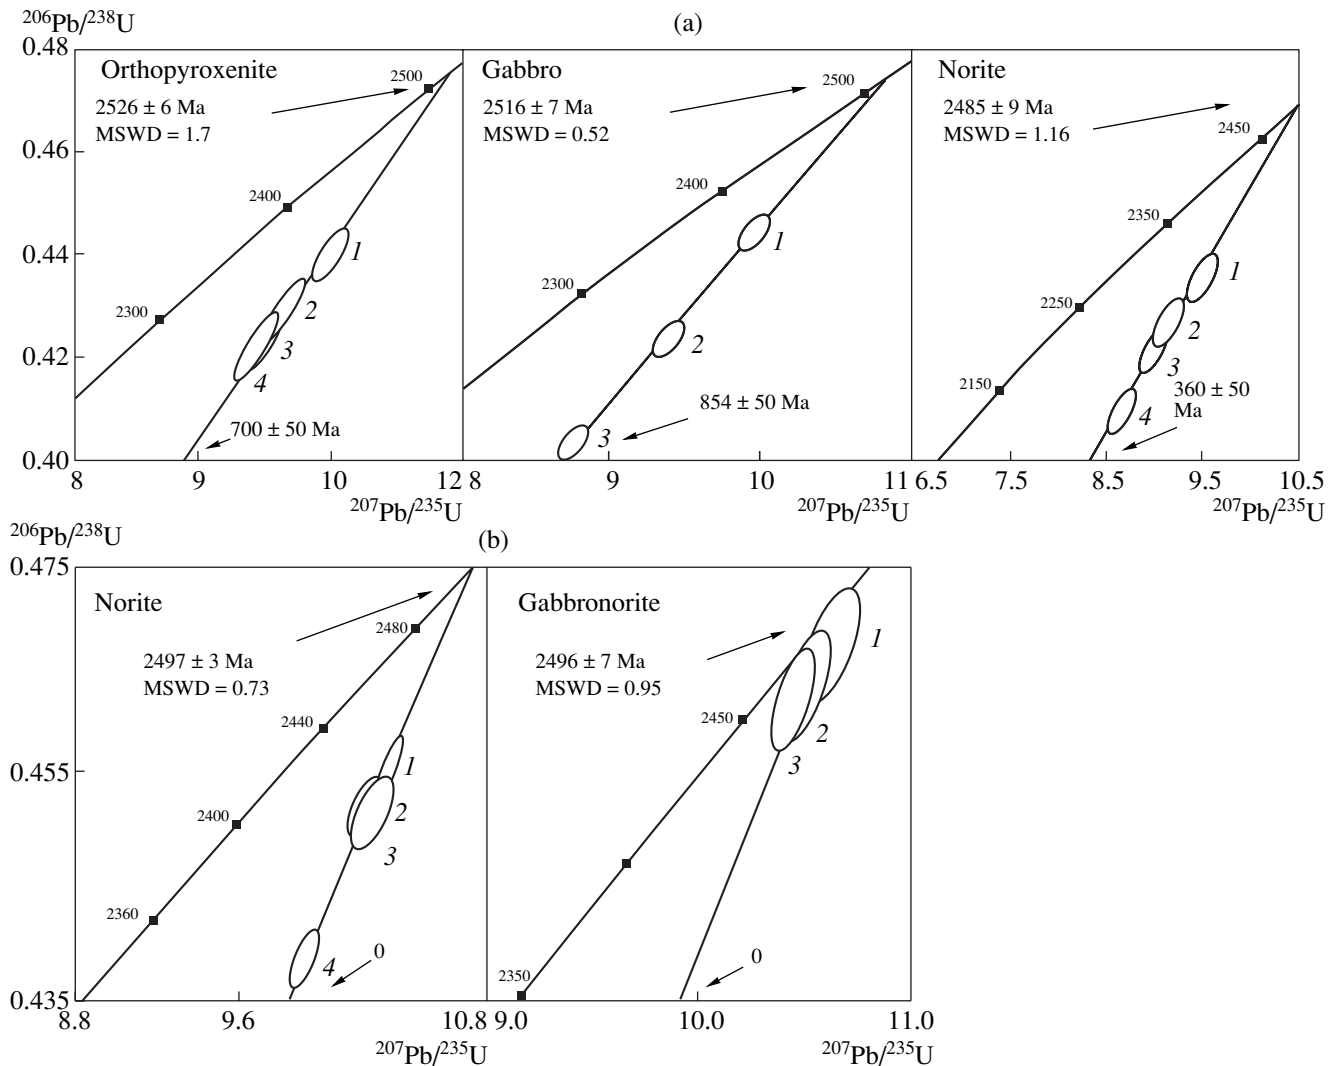 (a)
²⁰⁶Pb/²³⁸U
0.48
0.46
0.44
0.42
0.40
Orthopyroxenite
2526 ± 6 Ma
MSWD = 1.7
2500
2400
2300
1
2
3
4
700 ± 50 Ma
8 9 10 12
²⁰⁷Pb/²³⁵U
Gabbro
2516 ± 7 Ma
MSWD = 0.52
2500
2400
2300
1
2
3
854 ± 50 Ma
8 9 10 11
²⁰⁷Pb/²³⁵U
Norite
2485 ± 9 Ma
MSWD = 1.16
2450
2350
2250
2150
1
2
3
4
360 ± 50
Ma
6.5 7.5 8.5 9.5 10.5
²⁰⁷Pb/²³⁵U
(b)
²⁰⁶Pb/²³⁸U
0.475
0.455
0.435
Norite
2497 ± 3 Ma
MSWD = 0.73
2480
2440
2400
2360
1
2
3
4
0
8.8 9.6 10.8
²⁰⁷Pb/²³⁵U
Gabbronorite
2496 ± 7 Ma
MSWD = 0.95
2450
2350
1
2
3
0
9.0 10.0 11.0
²⁰⁷Pb/²³⁵U